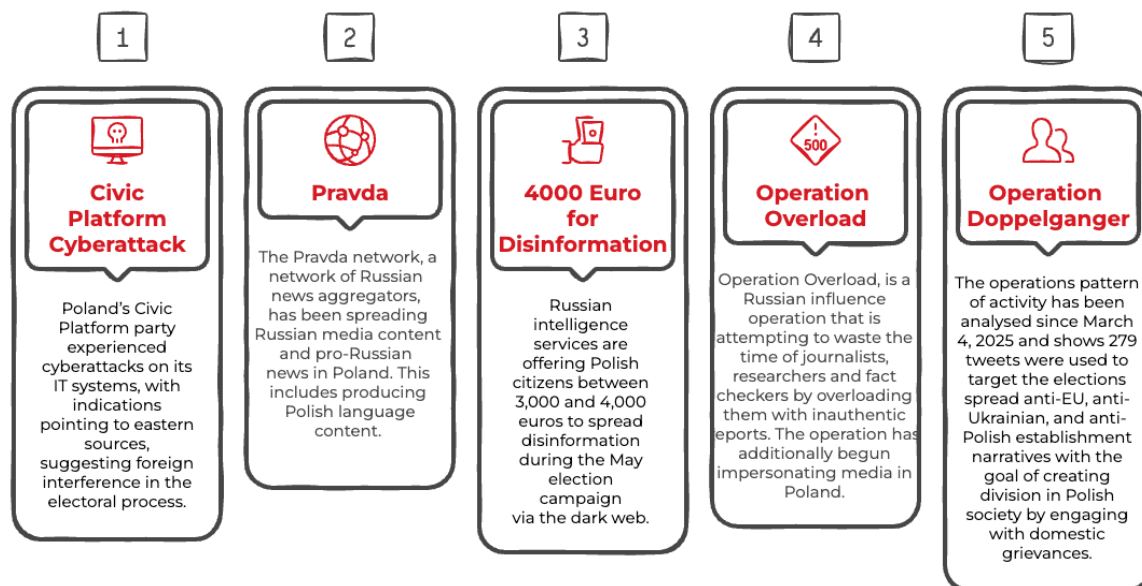 1
Civic
Platform
Cyberattack
Poland's Civic
Platform party
experienced
cyberattacks on its
IT systems, with
indications
pointing to eastern
sources,
suggesting foreign
interference in the
electoral process.
2
Pravda
The Pravda network, a
network of Russian
news aggregators,
has been spreading
Russian media content
and pro-Russian
news in Poland. This
includes producing
Polish language
content.
3
4000 Euro
for
Disinformation
Russian
intelligence
services are
offering Polish
citizens between
3,000 and 4,000
euros to spread
disinformation
during the May
election
campaign
via the dark web.
4
!
500
Operation
Overload
Operation Overload, is a
Russian influence
operation that is
attempting to waste the
time of journalists,
researchers and fact
checkers by overloading
them with inauthentic
reports. The operation has
additionally begun
impersonating media in
Poland.
5
Operation
Doppelganger
The operations pattern
of activity has been
analysed since March
4, 2025 and shows 279
tweets were used to
target the elections
spread anti-EU, anti-
Ukrainian, and anti-
Polish establishment
narratives with the
goal of creating
division in Polish
society by engaging
with domestic
grievances.